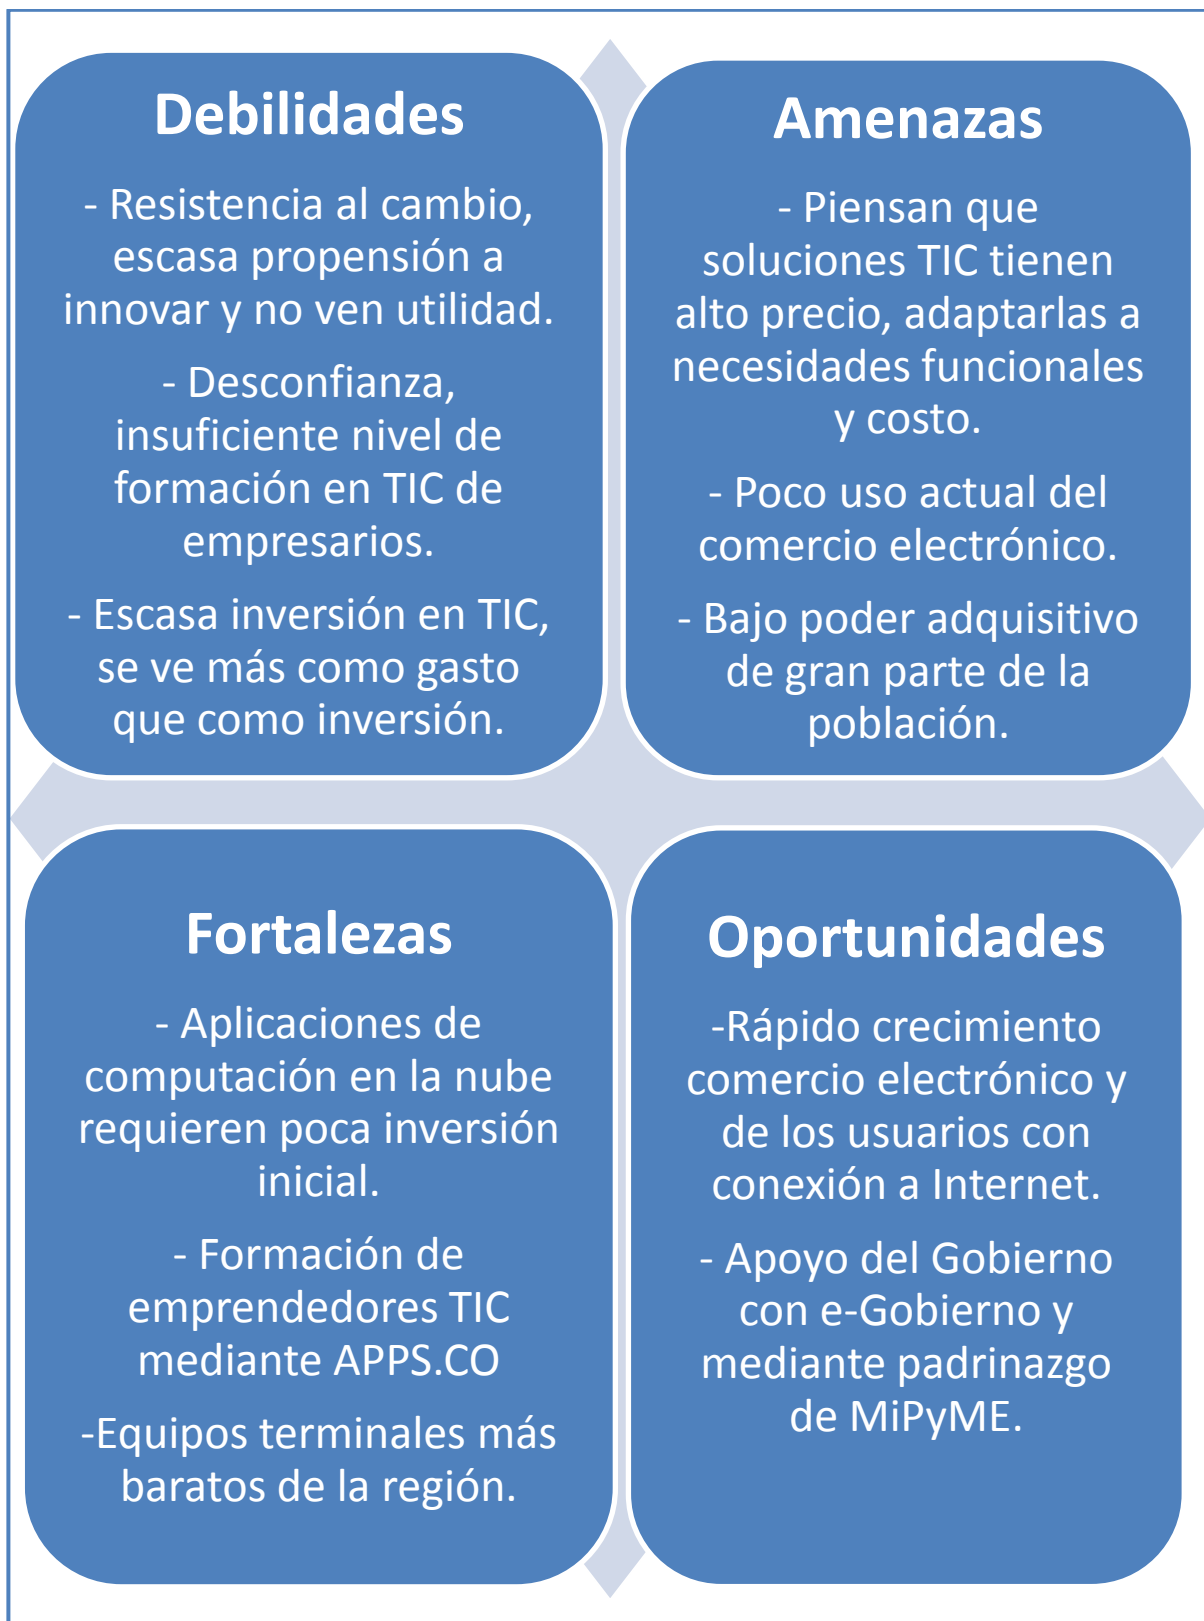 Debilidades
- Resistencia al cambio,
escasa propensión a
innovar y no ven utilidad.
- Desconfianza,
insuficiente nivel de
formación en TIC de
empresarios.
- Escasa inversión en TIC,
se ve más como gasto
que como inversión.
Amenazas
- Piensan que
soluciones TIC tienen
alto precio, adaptarlas a
necesidades funcionales
y costo.
- Poco uso actual del
comercio electrónico.
- Bajo poder adquisitivo
de gran parte de la
población.
Fortalezas
- Aplicaciones de
computación en la nube
requieren poca inversión
inicial.
- Formación de
emprendedores TIC
mediante APPS.CO
-Equipos terminales más
baratos de la región.
Oportunidades
-Rápido crecimiento
comercio electrónico y
de los usuarios con
conexión a Internet.
- Apoyo del Gobierno
con e-Gobierno y
mediante padrinazgo
de MiPyME.